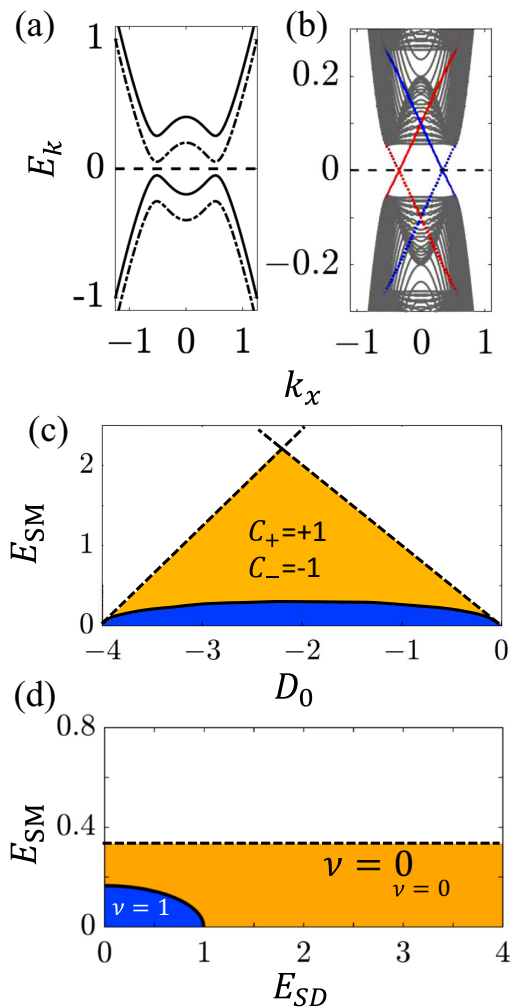 (a) (b)
1 0.2
E_k 0 0
-1 −0.2
−1 0 1 −1 0 1
k_x
(c)
2
E_SM 1
C_+=+1
C_−=-1
0
−4 −3 −2 −1 0
D_0
(d)
0.8
E_SM 0.4
ν = 0
ν = 0
ν = 1
0
0 1 2 3 4
E_SD